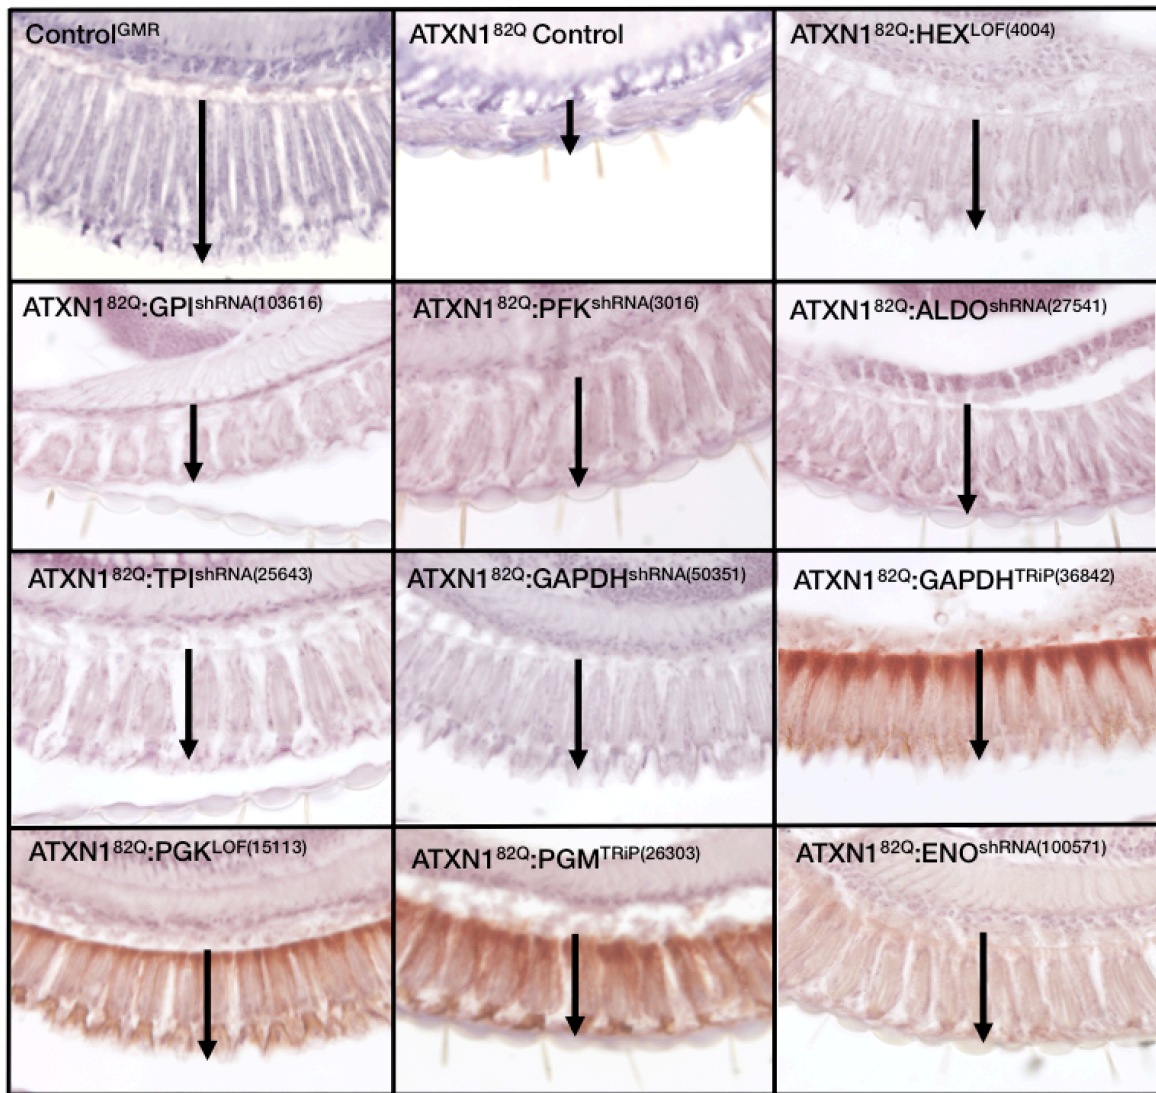 Control^GMR
ATXN1^82Q Control
ATXN1^82Q:HEX^LOF(4004)
ATXN1^82Q:GPI^shRNA(103616)
ATXN1^82Q:PFK^shRNA(3016)
ATXN1^82Q:ALDO^shRNA(27541)
ATXN1^82Q:TPI^shRNA(25643)
ATXN1^82Q:GAPDH^shRNA(50351)
ATXN1^82Q:GAPDH^TRiP(36842)
ATXN1^82Q:PGK^LOF(15113)
ATXN1^82Q:PGM^TRiP(26303)
ATXN1^82Q:ENO^shRNA(100571)